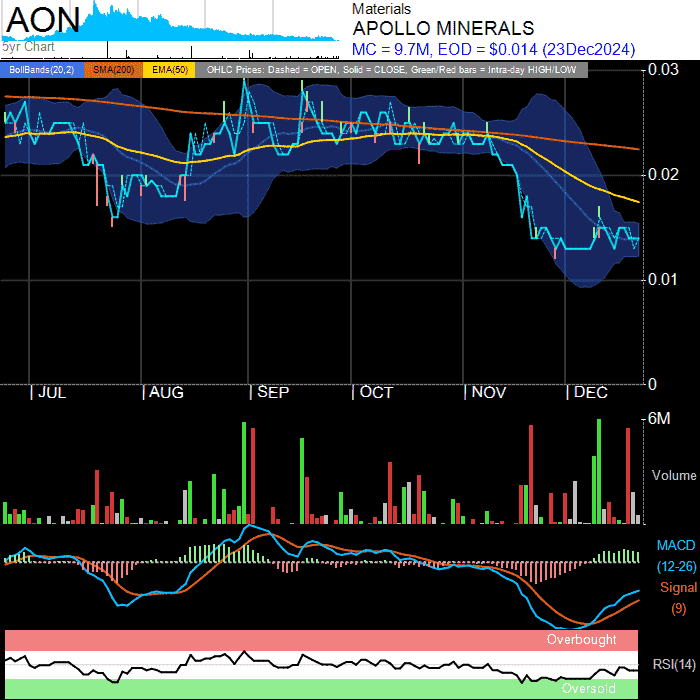 AON
5yr Chart
Materials
APOLLO MINERALS
MC = 9.7M, EOD = $0.014 (23Dec2024)
BollBands(20,2) SMA(200) EMA(50) OHLC Prices: Dashed = OPEN, Solid = CLOSE, Green/Red bars = Intra-day HIGH/LOW
0.03
0.02
0.01
0
JUL AUG SEP OCT NOV DEC
6M
Volume
MACD
(12-26)
Signal
(9)
Overbought
RSI(14)
Oversold